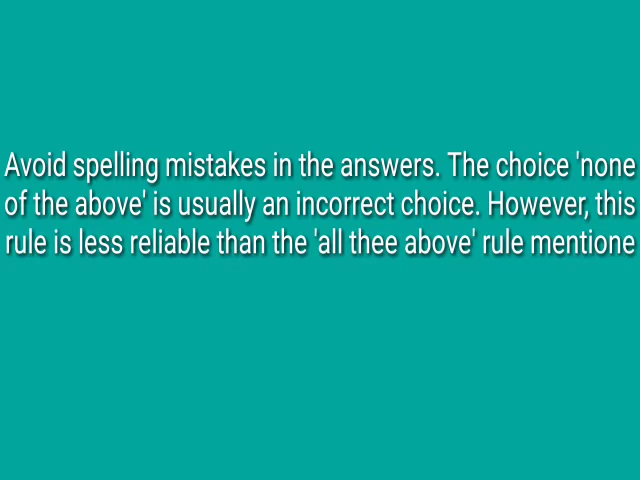 Avoid spelling mistakes in the answers. The choice 'none
of the above' is usually an incorrect choice. However, this
rule is less reliable than the 'all thee above' rule mentione